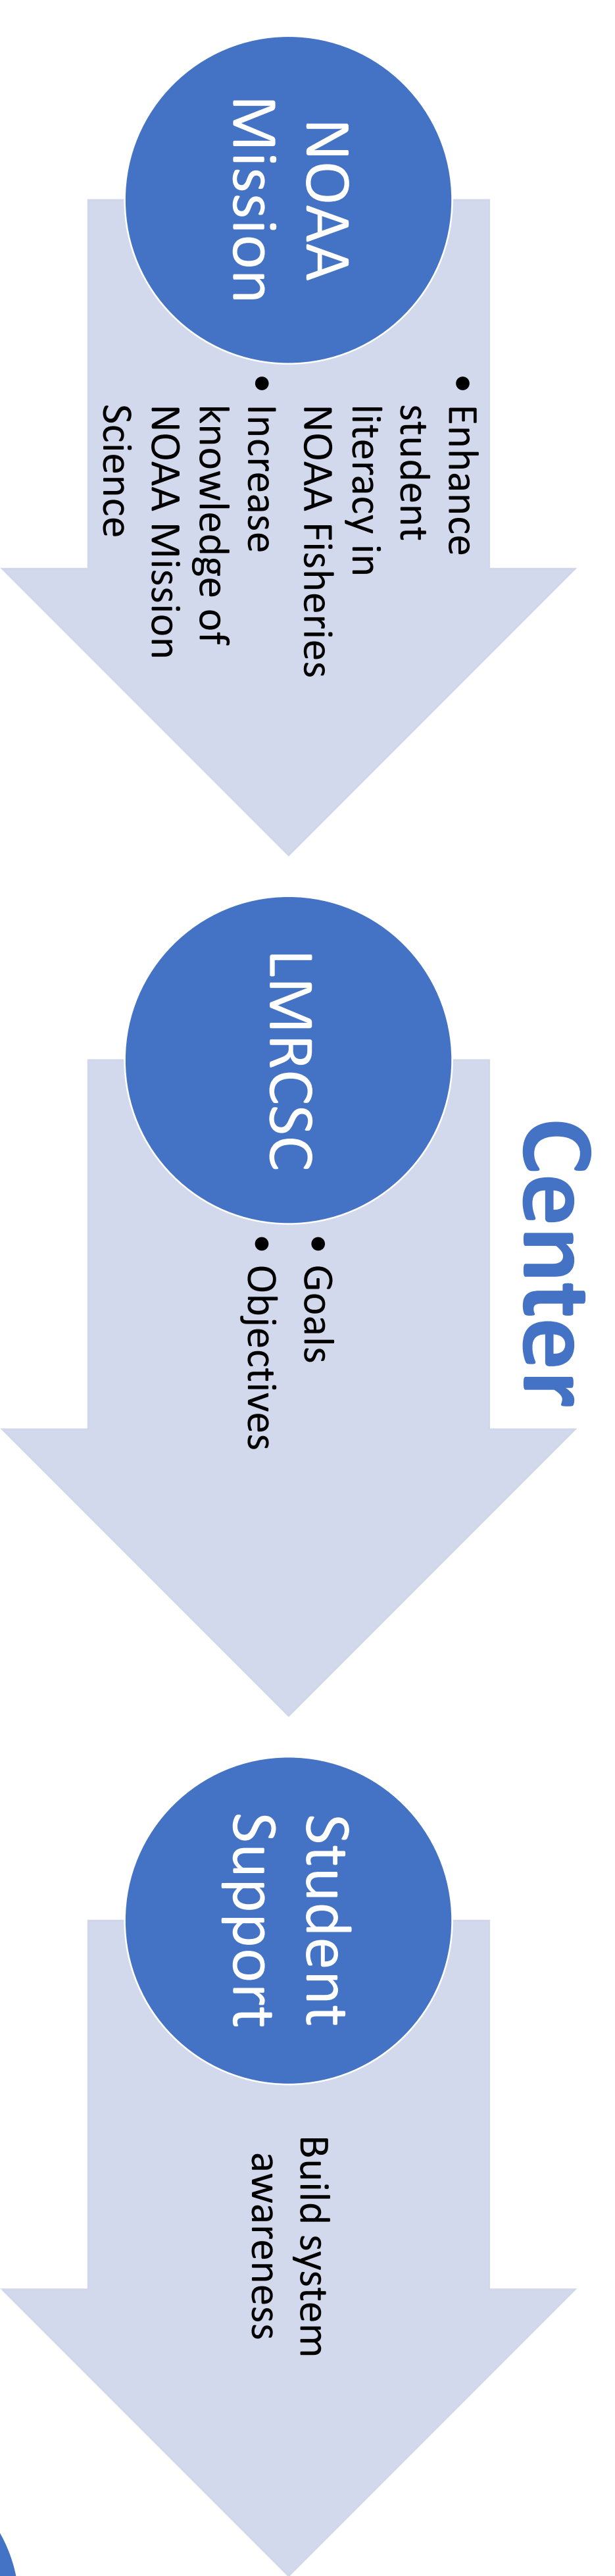 Center
NOAA
Mission
• Enhance
student
literacy in
NOAA Fisheries
• Increase
knowledge of
NOAA Mission
Science
LMRCSC
• Goals
• Objectives
Student
Support
Build system
awareness